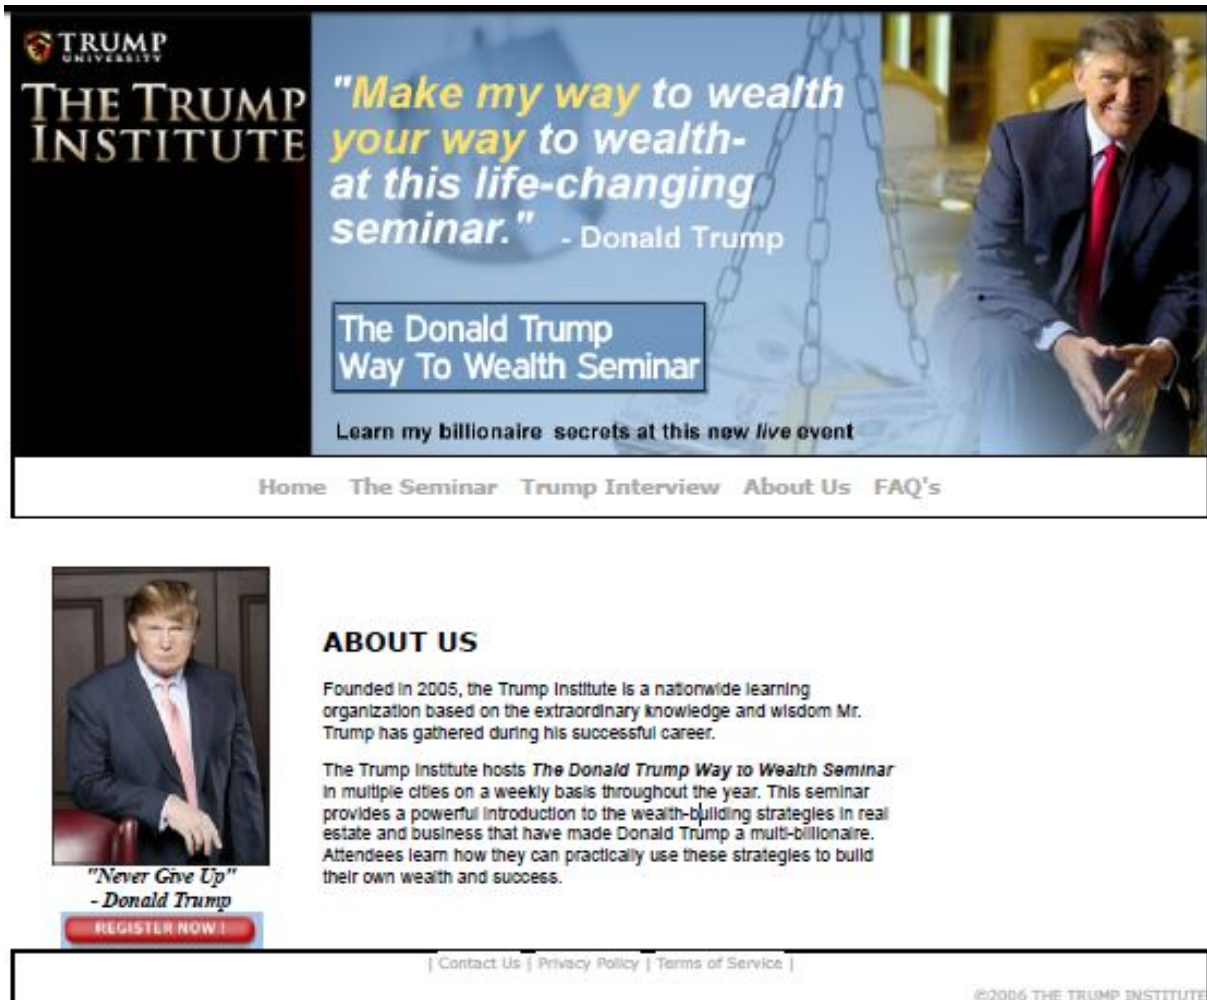 TRUMP
UNIVERSITY
THE TRUMP
INSTITUTE
"Make my way to wealth
your way to wealth-
at this life-changing
seminar." - Donald Trump
The Donald Trump
Way To Wealth Seminar
Learn my billionaire secrets at this new live event
Home The Seminar Trump Interview About Us FAQ's
"Never Give Up"
- Donald Trump
REGISTER NOW !
ABOUT US
Founded in 2005, the Trump Institute is a nationwide learning
organization based on the extraordinary knowledge and wisdom Mr.
Trump has gathered during his successful career.
The Trump Institute hosts The Donald Trump Way to Wealth Seminar
in multiple cities on a weekly basis throughout the year. This seminar
provides a powerful introduction to the wealth-building strategies in real
estate and business that have made Donald Trump a multi-billionaire.
Attendees learn how they can practically use these strategies to build
their own wealth and success.
| Contact Us | Privacy Policy | Terms of Service |
©2006 THE TRUMP INSTITUTE